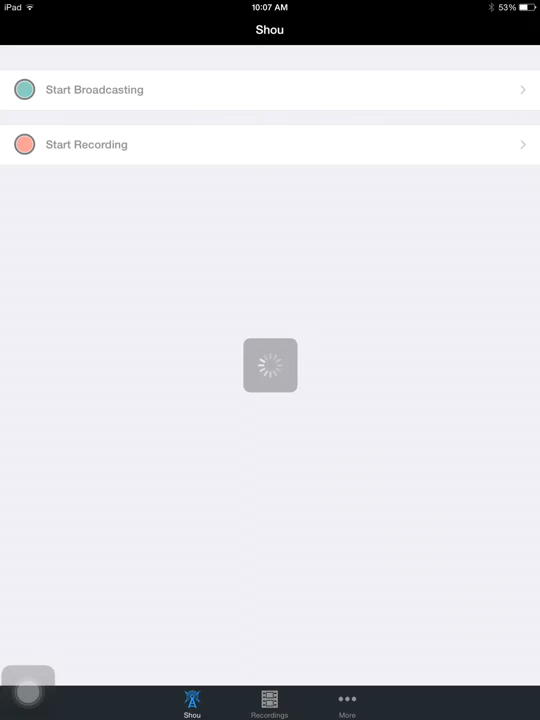 iPad 10:07 AM 53%
Shou
Start Broadcasting
Start Recording
Shou Recordings More